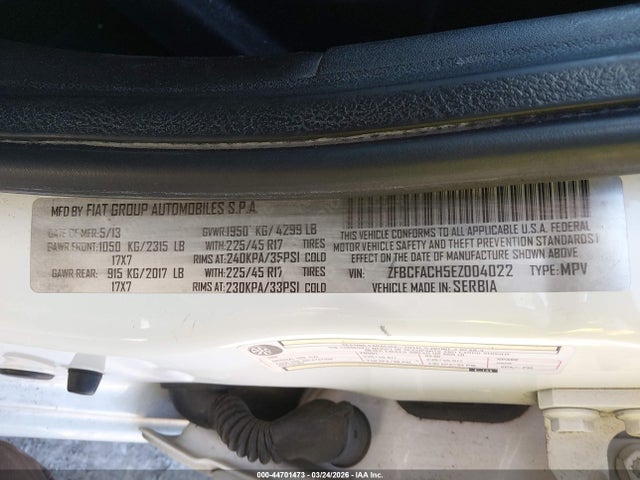 MFD BY FIAT GROUP AUTOMOBILES S.P.A.
DATE OF MFR 5/13 GVWR 1950 KG/ 4299 LB
GAWR FRONT: 1050 KG/2315 LB WITH 225/45 R17 TIRES
17X7 RIMS AT: 240KPA/35PSI COLD
GAWR REAR: 915 KG/2017 LB WITH 225/45 R17 TIRES
17X7 RIMS AT: 230KPA/33PSI COLD
THIS VEHICLE CONFORMS TO ALL APPLICABLE U.S.A. FEDERAL
MOTOR VEHICLE SAFETY, BUMPER, AND THEFT PREVENTION STANDARDS IN
EFFECT ON THE DATE OF MANUFACTURE SHOWN ABOVE
VIN: ZFBCFACH5EZ004022 TYPE: MPV
VEHICLE MADE IN: SERBIA
000-44701473 - 03/24/2026 - IAAI.COM